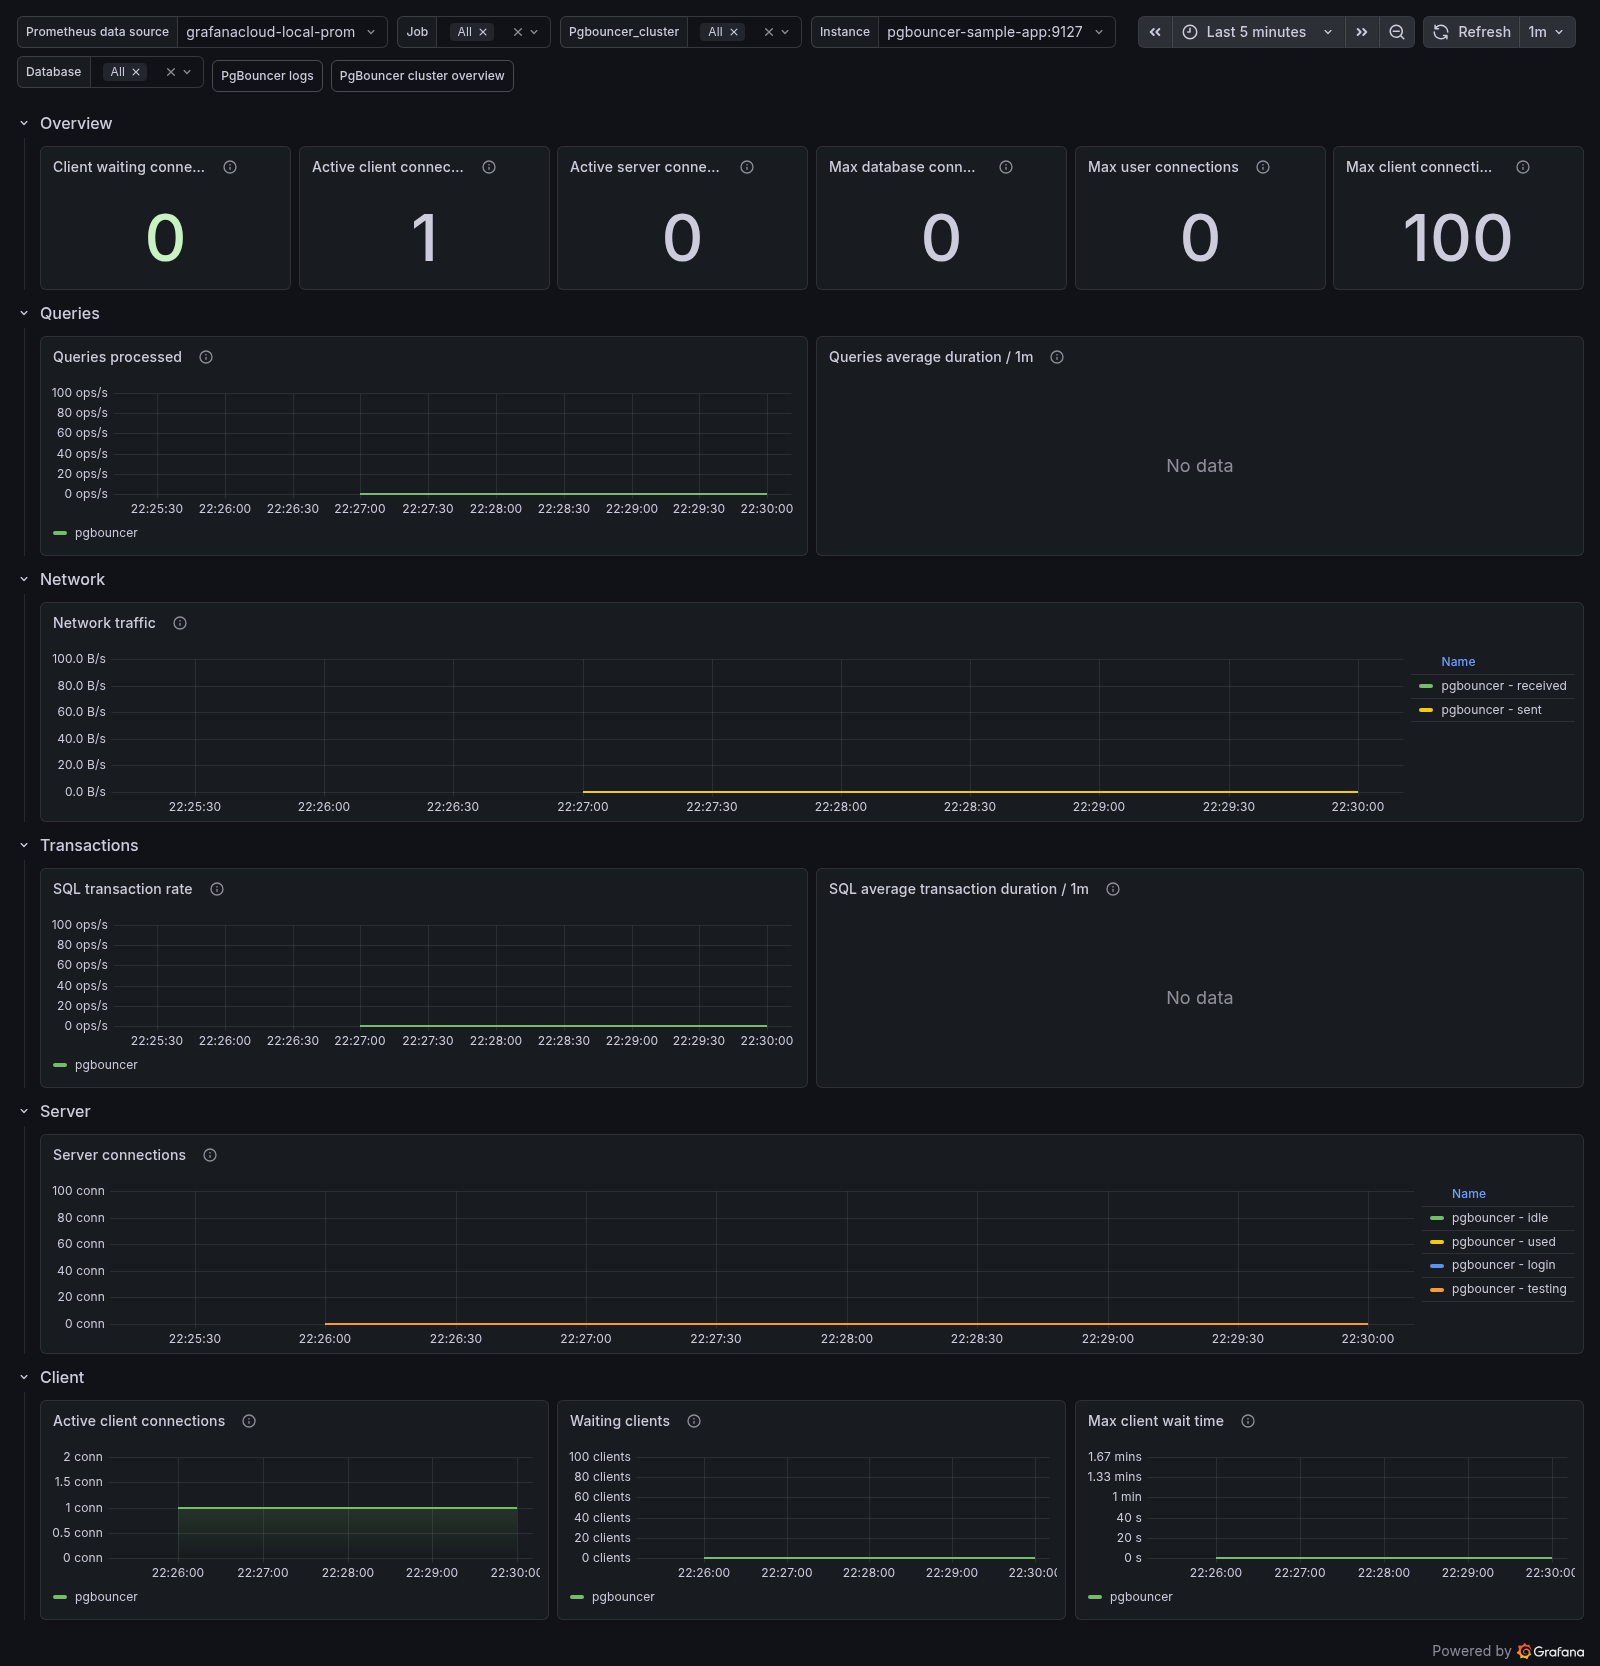 Prometheus data source grafanacloud-local-prom Job All Pgbouncer_cluster All Instance pgbouncer-sample-app:9127 Last 5 minutes Refresh 1m
Database All PgBouncer logs PgBouncer cluster overview
Overview
Client waiting conne... Active client connec... Active server conne... Max database conn... Max user connections Max client connecti...
0 1 0 0 0 100
Queries
Queries processed
100 ops/s
80 ops/s
60 ops/s
40 ops/s
20 ops/s
0 ops/s
22:25:30 22:26:00 22:26:30 22:27:00 22:27:30 22:28:00 22:28:30 22:29:00 22:29:30 22:30:00
pgbouncer
Queries average duration / 1m
No data
Network
Network traffic
100.0 B/s
80.0 B/s
60.0 B/s
40.0 B/s
20.0 B/s
0.0 B/s
22:25:30 22:26:00 22:26:30 22:27:00 22:27:30 22:28:00 22:28:30 22:29:00 22:29:30 22:30:00
Name
pgbouncer - received
pgbouncer - sent
Transactions
SQL transaction rate
100 ops/s
80 ops/s
60 ops/s
40 ops/s
20 ops/s
0 ops/s
22:25:30 22:26:00 22:26:30 22:27:00 22:27:30 22:28:00 22:28:30 22:29:00 22:29:30 22:30:00
pgbouncer
SQL average transaction duration / 1m
No data
Server
Server connections
100 conn
80 conn
60 conn
40 conn
20 conn
0 conn
22:25:30 22:26:00 22:26:30 22:27:00 22:27:30 22:28:00 22:28:30 22:29:00 22:29:30 22:30:00
Name
pgbouncer - idle
pgbouncer - used
pgbouncer - login
pgbouncer - testing
Client
Active client connections
2 conn
1.5 conn
1 conn
0.5 conn
0 conn
22:26:00 22:27:00 22:28:00 22:29:00 22:30:00
pgbouncer
Waiting clients
100 clients
80 clients
60 clients
40 clients
20 clients
0 clients
22:26:00 22:27:00 22:28:00 22:29:00 22:30:00
pgbouncer
Max client wait time
1.67 mins
1.33 mins
1 min
40 s
20 s
0 s
22:26:00 22:27:00 22:28:00 22:29:00 22:30:00
pgbouncer
Powered by Grafana